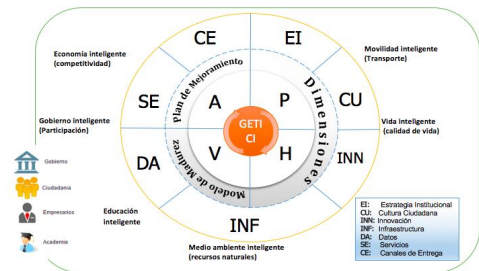 CE
EI
Economía inteligente
(competitividad)
Movilidad inteligente
(Transporte)
Plan de Mejoramiento
Dimensiones
SE
A
P
CU
GETI
CI
Gobierno inteligente
(Participación)
Vida inteligente
(calidad de vida)
DA
V
H
INN
Modelo de Madurez
Gobierno
Ciudadanía
Empresarios
Academia
Educación
inteligente
INF
Medio ambiente inteligente
(recursos naturales)
EI: Estrategia Institucional
CU: Cultura Ciudadana
INN: Innovación
INF: Infraestructura
DA: Datos
SE: Servicios
CE: Canales de Entrega